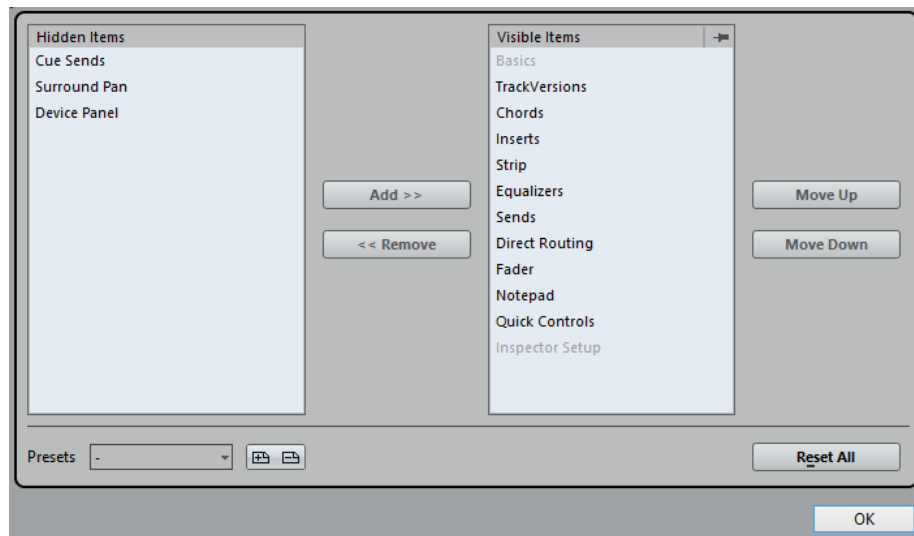 Hidden Items
Cue Sends
Surround Pan
Device Panel
Add >>
<< Remove
Visible Items
Basics
TrackVersions
Chords
Inserts
Strip
Equalizers
Sends
Direct Routing
Fader
Notepad
Quick Controls
Inspector Setup
Move Up
Move Down
Presets -
Reset All
OK